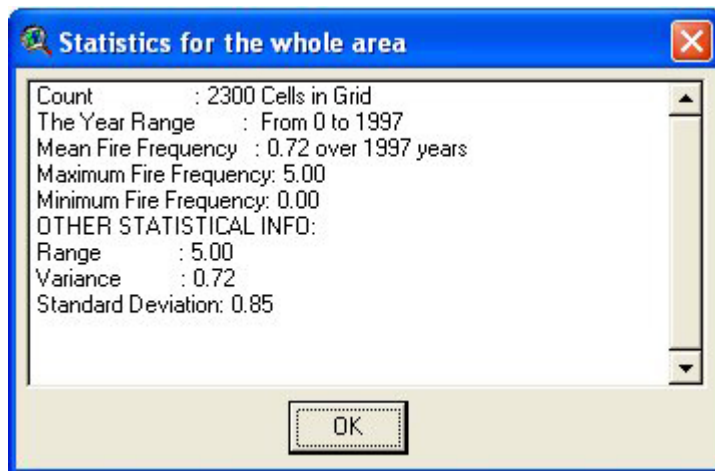 Statistics for the whole area
Count : 2300 Cells in Grid
The Year Range : From 0 to 1997
Mean Fire Frequency : 0.72 over 1997 years
Maximum Fire Frequency: 5.00
Minimum Fire Frequency: 0.00
OTHER STATISTICAL INFO:
Range : 5.00
Variance : 0.72
Standard Deviation: 0.85
OK